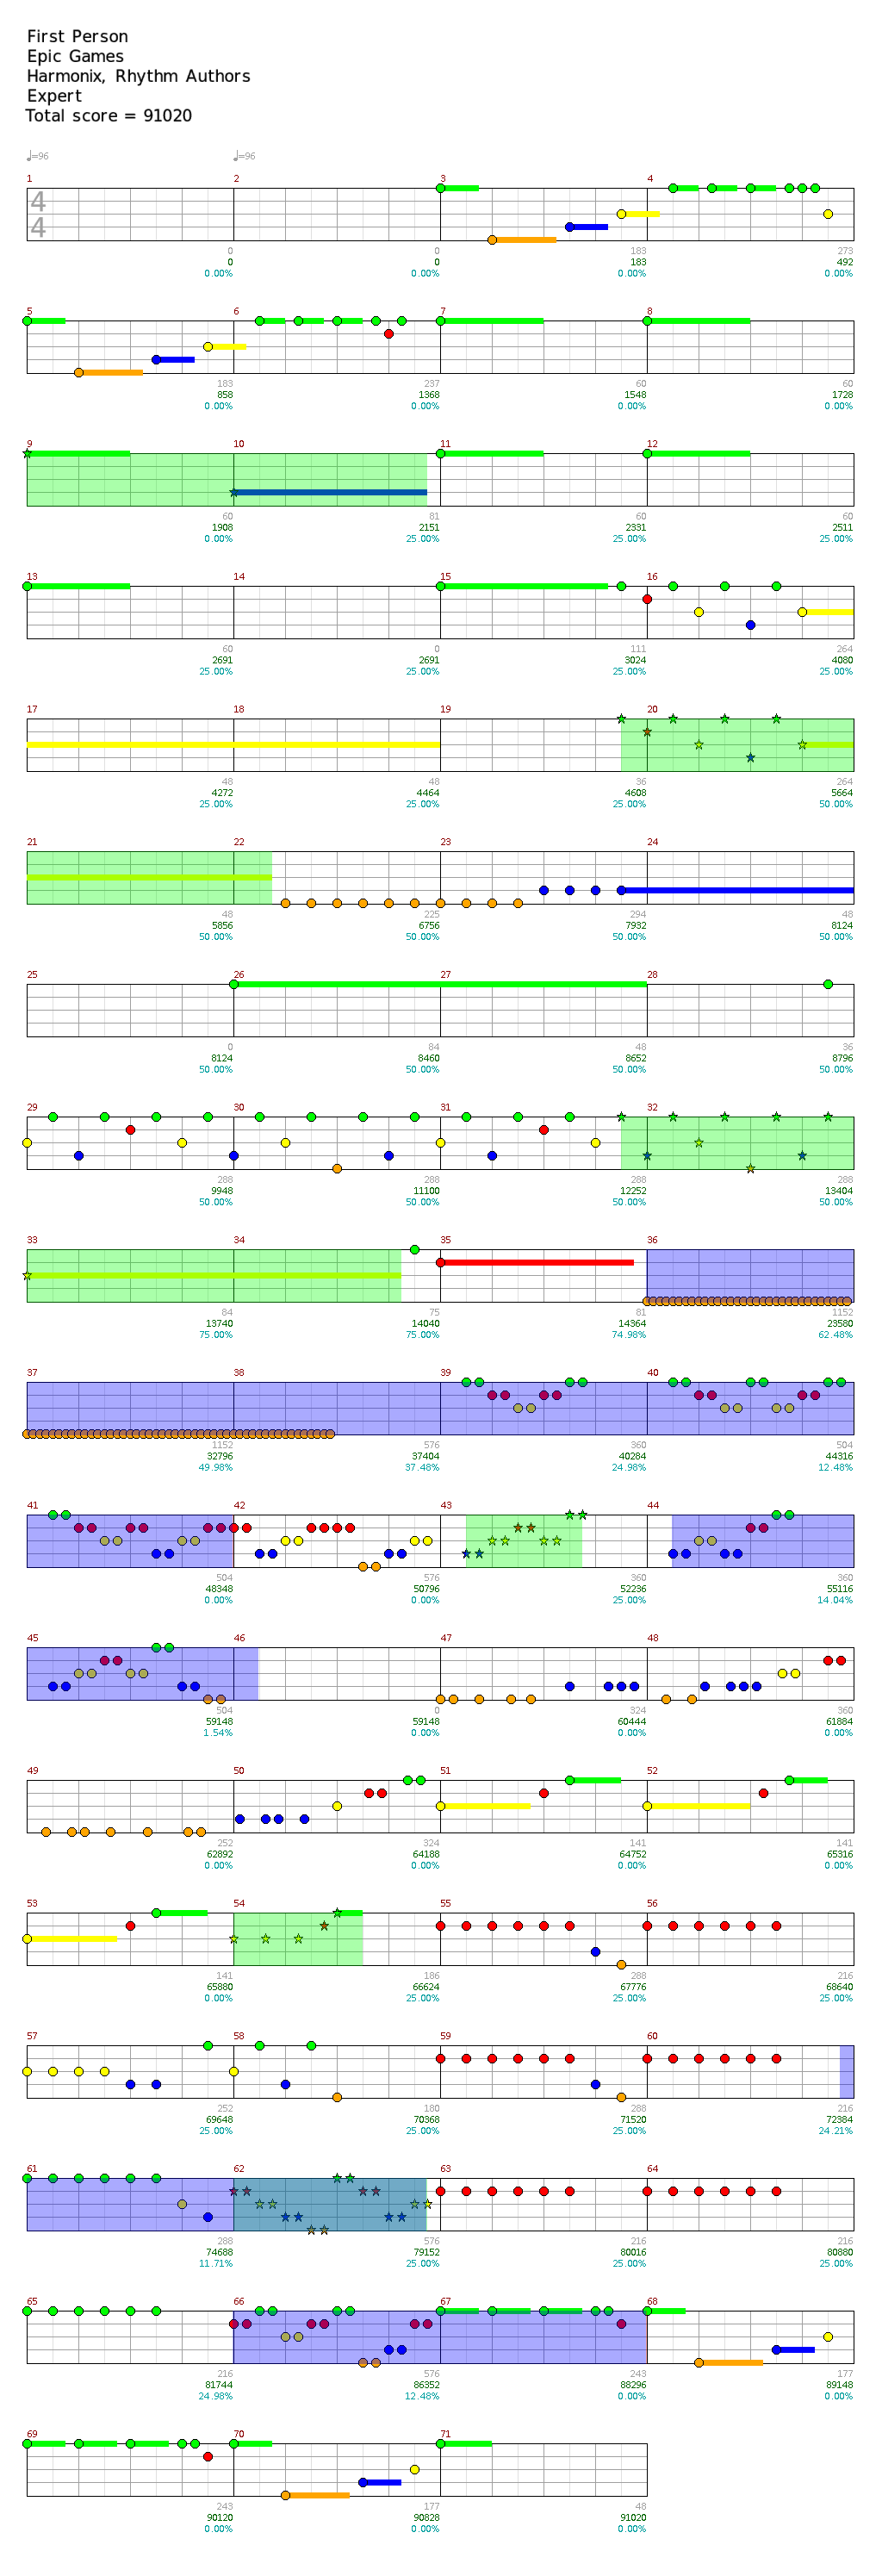 First Person
Epic Games
Harmonix, Rhythm Authors
Expert
Total score = 91020
♩=96 ♩=96
1 2 3 4
4
4
0 0 183 273
0 0 183 492
0.00% 0.00% 0.00% 0.00%
5 6 7 8
183 237 60 60
858 1368 1548 1728
0.00% 0.00% 0.00% 0.00%
9 10 11 12
60 81 60 60
1908 2151 2331 2511
0.00% 25.00% 25.00% 25.00%
13 14 15 16
60 0 111 264
2691 2691 3024 4080
25.00% 25.00% 25.00% 25.00%
17 18 19 20
48 48 36 264
4272 4464 4608 5664
25.00% 25.00% 25.00% 50.00%
21 22 23 24
48 225 294 48
5856 6756 7932 8124
50.00% 50.00% 50.00% 50.00%
25 26 27 28
0 84 48 36
8124 8460 8652 8796
50.00% 50.00% 50.00% 50.00%
29 30 31 32
288 288 288 288
9948 11100 12252 13404
50.00% 50.00% 50.00% 50.00%
33 34 35 36
84 75 81 1152
13740 14040 14364 23580
75.00% 75.00% 74.98% 62.48%
37 38 39 40
1152 576 360 504
32796 37404 40284 44316
49.98% 37.48% 24.98% 12.48%
41 42 43 44
504 576 360 360
48348 50796 52236 55116
0.00% 0.00% 25.00% 14.04%
45 46 47 48
504 0 324 360
59148 59148 60444 61884
1.54% 0.00% 0.00% 0.00%
49 50 51 52
252 324 141 141
62892 64188 64752 65316
0.00% 0.00% 0.00% 0.00%
53 54 55 56
141 186 288 216
65880 66624 67776 68640
0.00% 25.00% 25.00% 25.00%
57 58 59 60
252 180 288 216
69648 70368 71520 72384
25.00% 25.00% 25.00% 24.21%
61 62 63 64
288 576 216 216
74688 79152 80016 80880
11.71% 25.00% 25.00% 25.00%
65 66 67 68
216 576 243 177
81744 86352 88296 89148
24.98% 12.48% 0.00% 0.00%
69 70 71
243 177 48
90120 90828 91020
0.00% 0.00% 0.00%